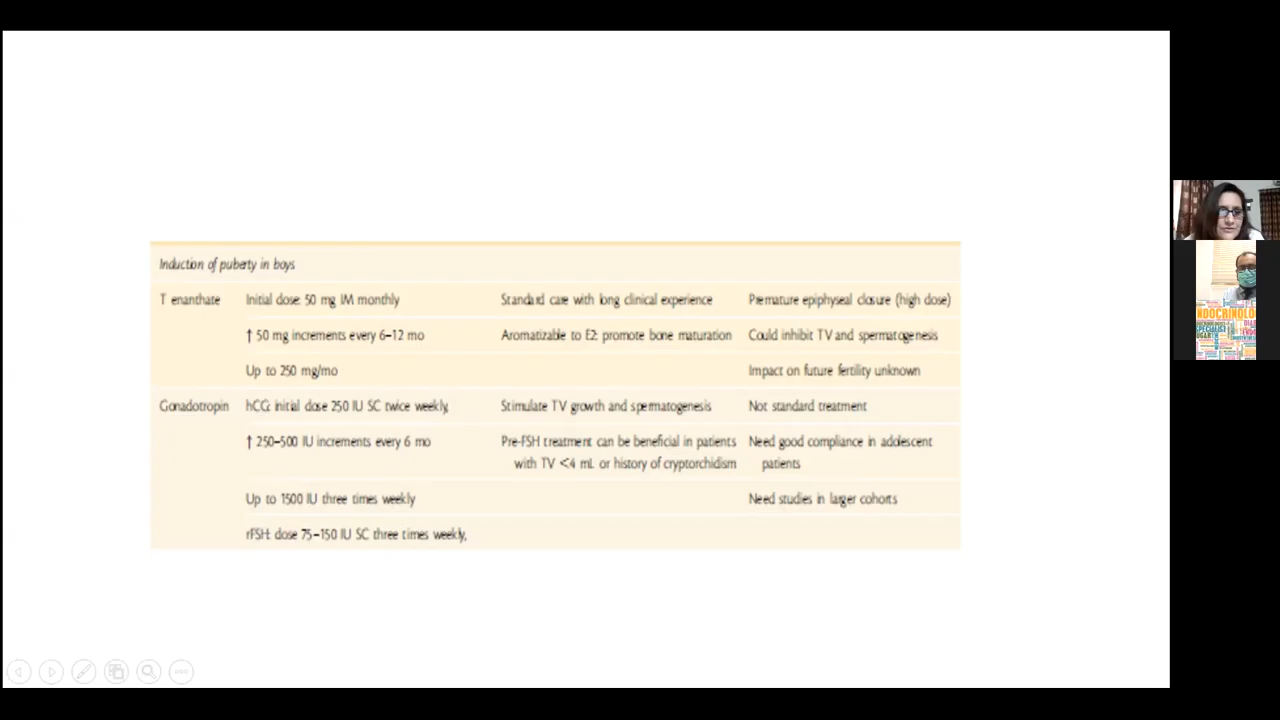 Induction of puberty in boys
T enanthate Initial dose: 50 mg IM monthly Standard care with long clinical experience Premature epiphyseal closure (high dose)
↑ 50 mg increments every 6–12 mo Aromatizable to E2: promote bone maturation Could inhibit TV and spermatogenesis
Up to 250 mg/mo Impact on future fertility unknown
Gonadotropin hCG: initial dose 250 IU SC twice weekly, Stimulate TV growth and spermatogenesis Not standard treatment
↑ 250–500 IU increments every 6 mo Pre-FSH treatment can be beneficial in patients Need good compliance in adolescent
with TV <4 mL or history of cryptorchidism patients
Up to 1500 IU three times weekly Need studies in larger cohorts
rFSH: dose 75–150 IU SC three times weekly,